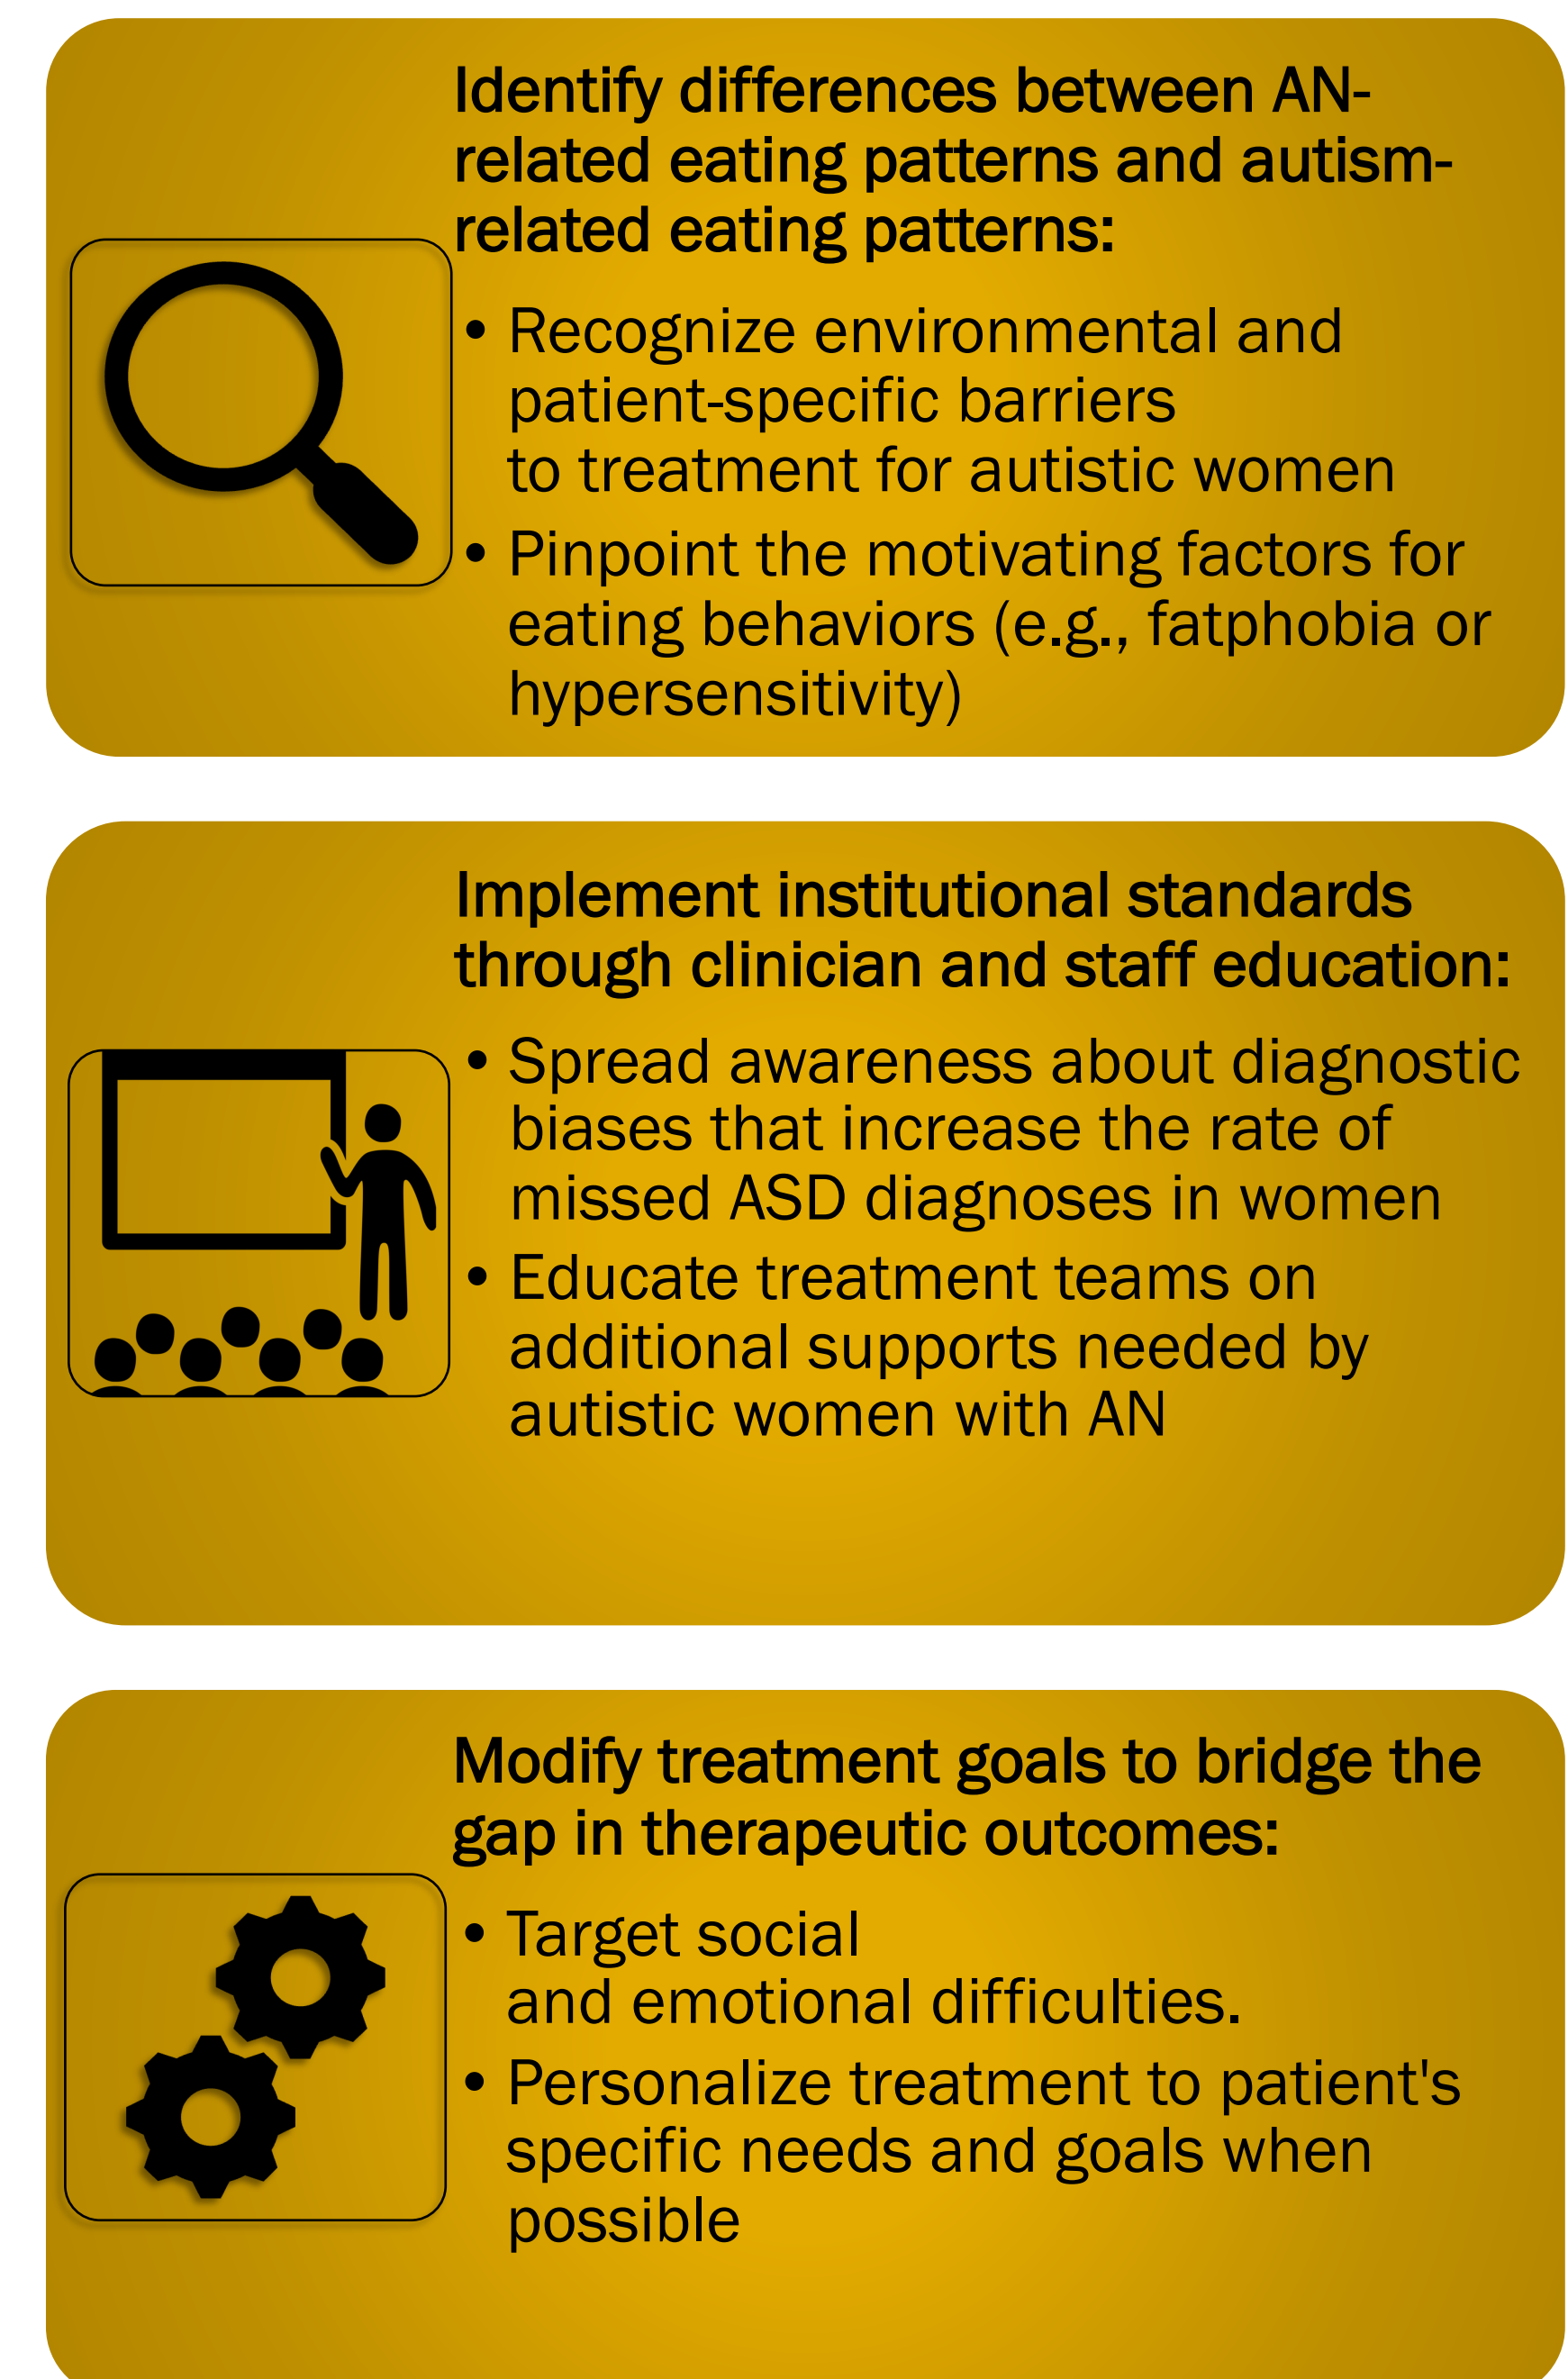 Identify differences between AN-
related eating patterns and autism-
related eating patterns:
• Recognize environmental and
patient-specific barriers
to treatment for autistic women
• Pinpoint the motivating factors for
eating behaviors (e.g., fatphobia or
hypersensitivity)
Implement institutional standards
through clinician and staff education:
• Spread awareness about diagnostic
biases that increase the rate of
missed ASD diagnoses in women
• Educate treatment teams on
additional supports needed by
autistic women with AN
Modify treatment goals to bridge the
gap in therapeutic outcomes:
• Target social
and emotional difficulties.
• Personalize treatment to patient's
specific needs and goals when
possible